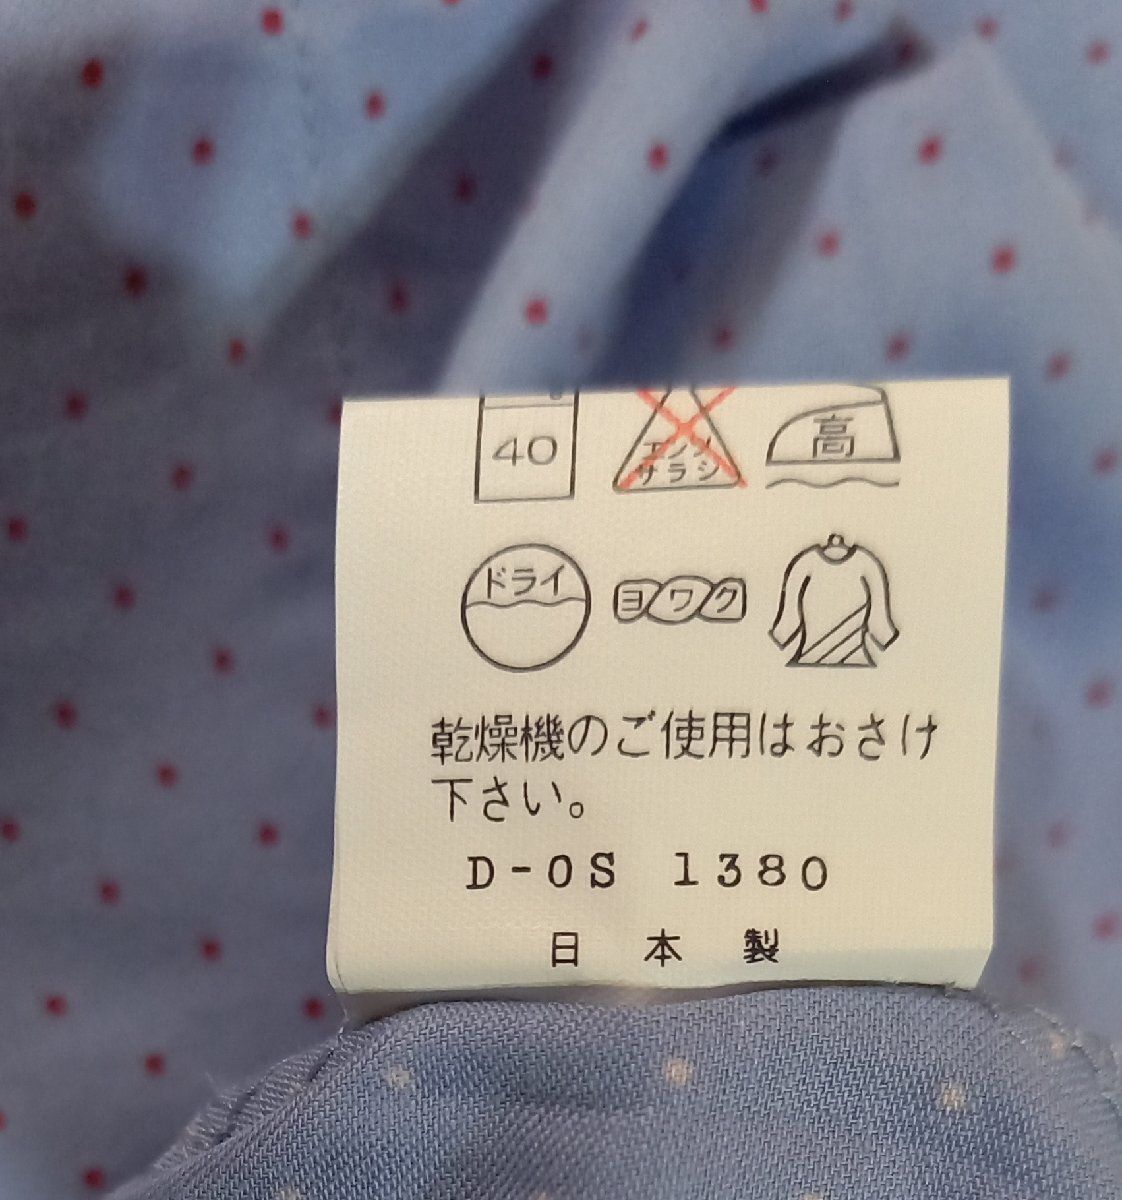 40 エンソ 高
サラシ
ドライ ヨワク
乾燥機のご使用はおさけ
下さい。
D-0S 1380
日本製